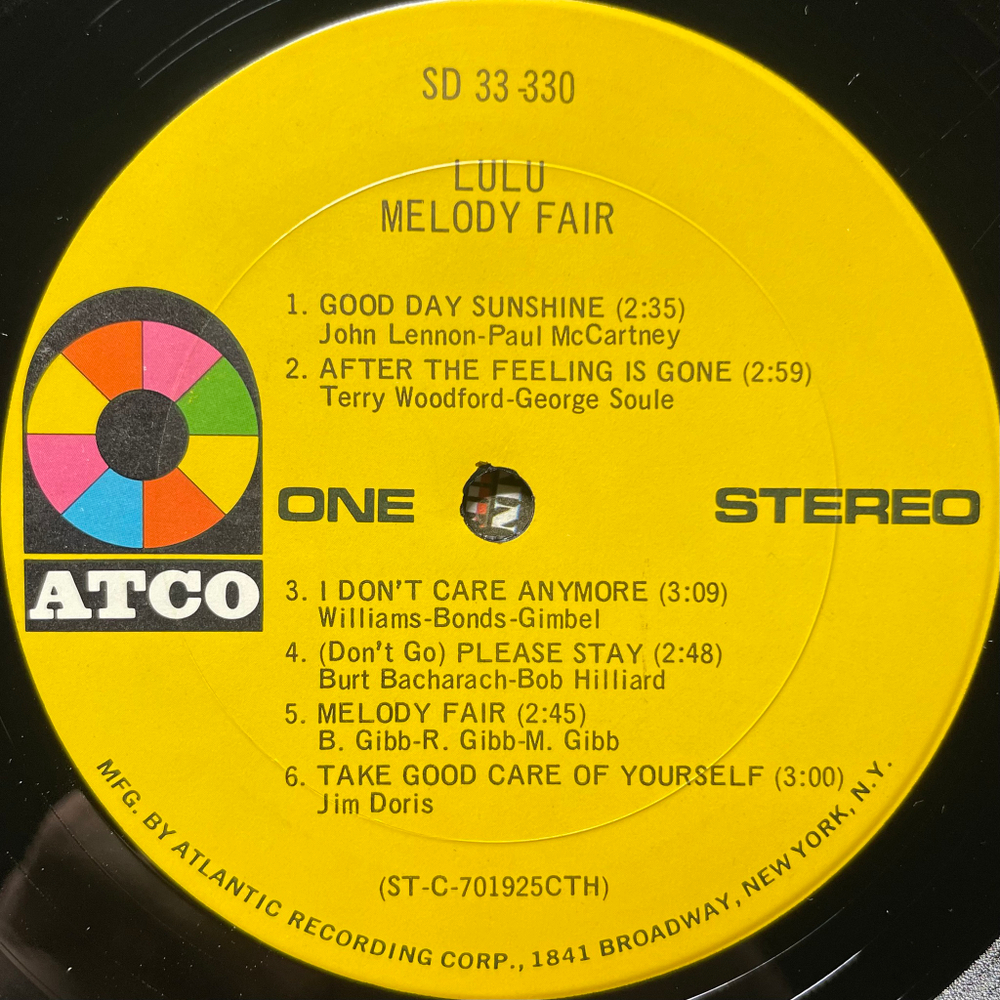 SD 33-330
LULU
MELODY FAIR
1. GOOD DAY SUNSHINE (2:35)
John Lennon-Paul McCartney
2. AFTER THE FEELING IS GONE (2:59)
Terry Woodford-George Soule
ATCO
ONE
STEREO
3. I DON'T CARE ANYMORE (3:09)
Williams-Bonds-Gimbel
4. (Don't Go) PLEASE STAY (2:48)
Burt Bacharach-Bob Hilliard
5. MELODY FAIR (2:45)
B. Gibb-R. Gibb-M. Gibb
6. TAKE GOOD CARE OF YOURSELF (3:00)
Jim Doris
(ST-C-701925CTH)
MFG. BY ATLANTIC RECORDING CORP., 1841 BROADWAY, NEW YORK, N.Y.